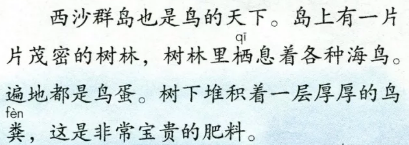 西沙群岛也是鸟的天下。岛上有一片
qī
片茂密的树林，树林里栖息着各种海鸟。
遍地都是鸟蛋。树下堆积着一层厚厚的鸟
fèn
粪，这是非常宝贵的肥料。